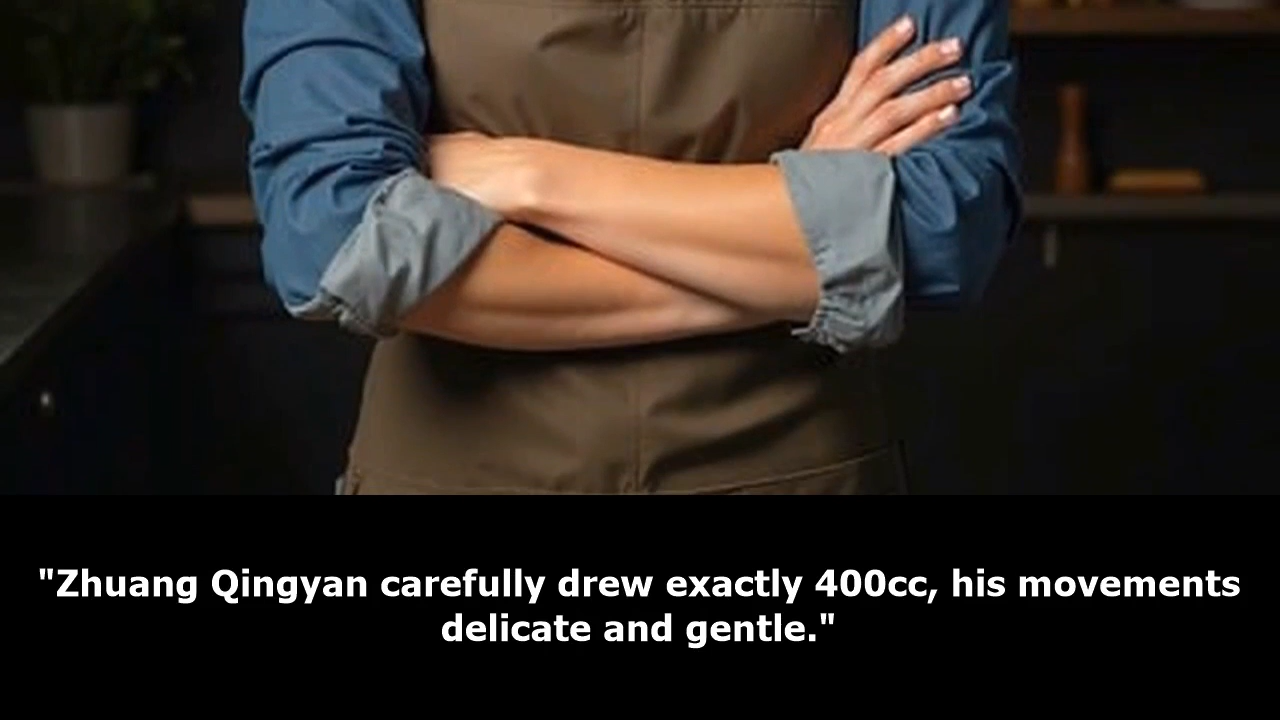 "Zhuang Qingyan carefully drew exactly 400cc, his movements
delicate and gentle."